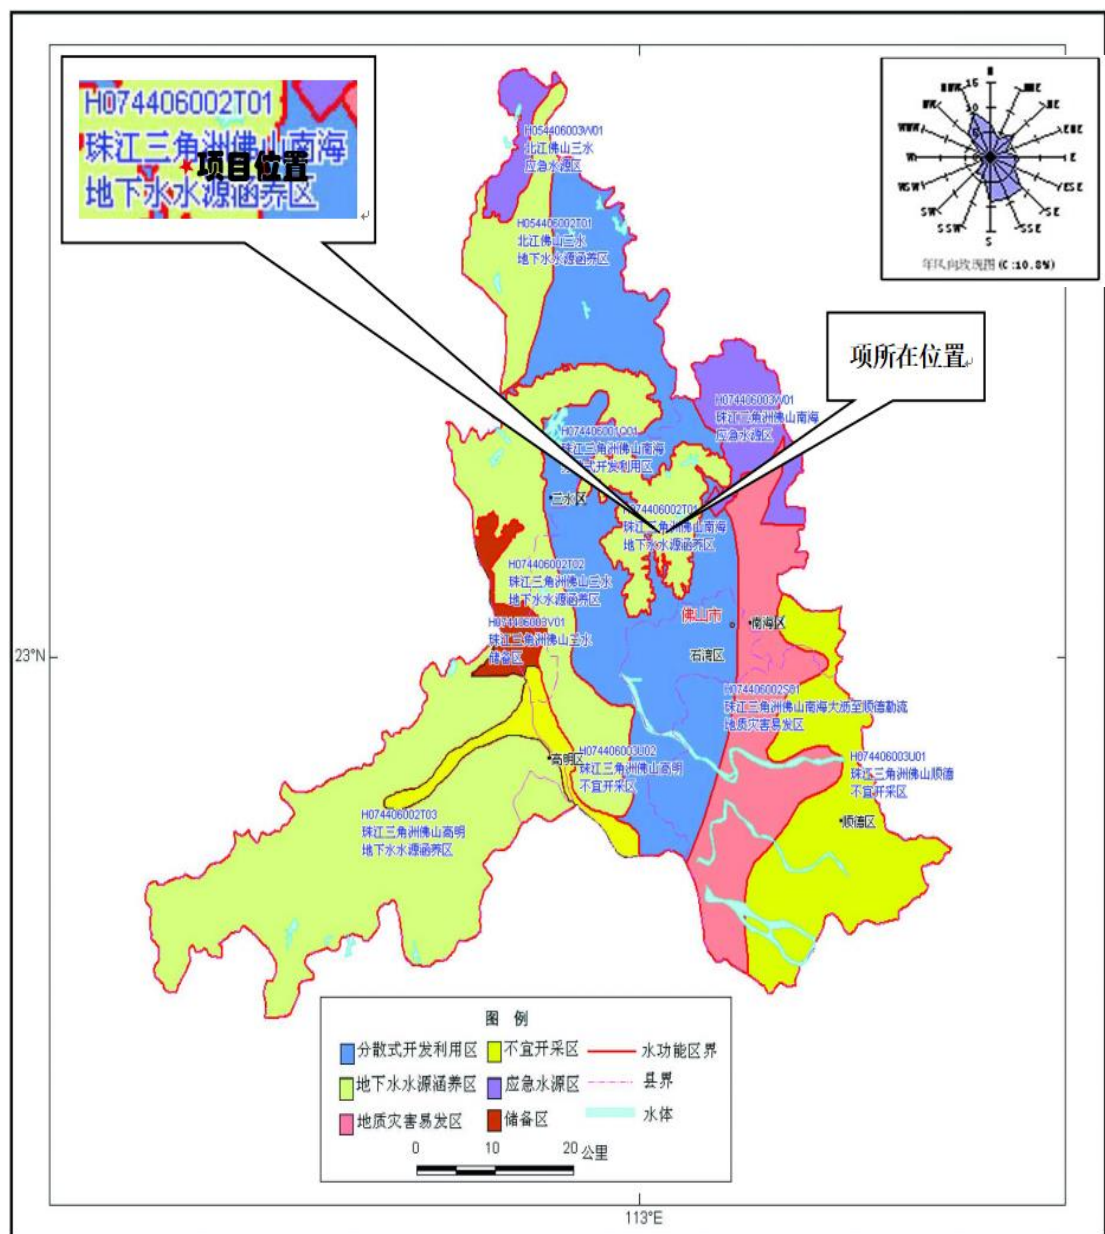 H074406002T01
珠江三角洲佛山南海
项目位置
地下水水源涵养区
N
NNE
NE
ENE
E
ESE
SE
SSE
S
SSW
SW
WSW
W
WNW
NW
NNW
15
10
5
年风向玫瑰图(C:10.8%)
项所在位置
H054406003W01
北江佛山三水
应急水源区
H054406002T01
北江佛山三水
地下水水源涵养区
H074406003W01
珠江三角洲佛山南海
应急水源区
H074406001Q01
珠江三角洲佛山南海
分散式开发利用区
三水区
H074406002T01
珠江三角洲佛山南海
地下水水源涵养区
H074406002T02
珠江三角洲佛山三水
地下水水源涵养区
H074406003V01
珠江三角洲佛山三水
储备区
佛山市
南海区
石湾区
23°N
H074406002S01
珠江三角洲佛山南海大沥至顺德勒流
地质灾害易发区
H074406003U02
珠江三角洲佛山高明
不宜开采区
高明区
H074406003U01
珠江三角洲佛山顺德
不宜开采区
顺德区
H074406002T03
珠江三角洲佛山高明
地下水水源涵养区
图 例
分散式开发利用区
不宜开采区
水功能区界
地下水水源涵养区
应急水源区
县界
地质灾害易发区
储备区
水体
0 10 20 公里
113°E